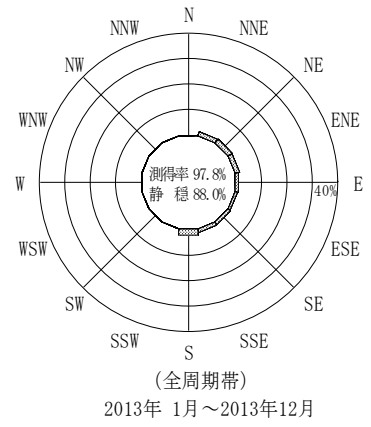 N
NNW NNE
NW NE
WNW ENE
測得率 97.8%
静 穏 88.0%
W 40% E
WSW ESE
SW SE
SSW SSE
S
(全周期帯)
2013年 1月～2013年12月